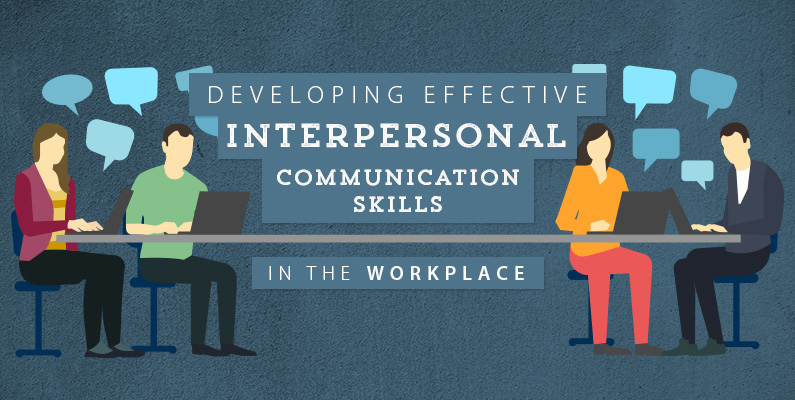 DEVELOPING EFFECTIVE
INTERPERSONAL
COMMUNICATION
SKILLS
IN THE WORKPLACE